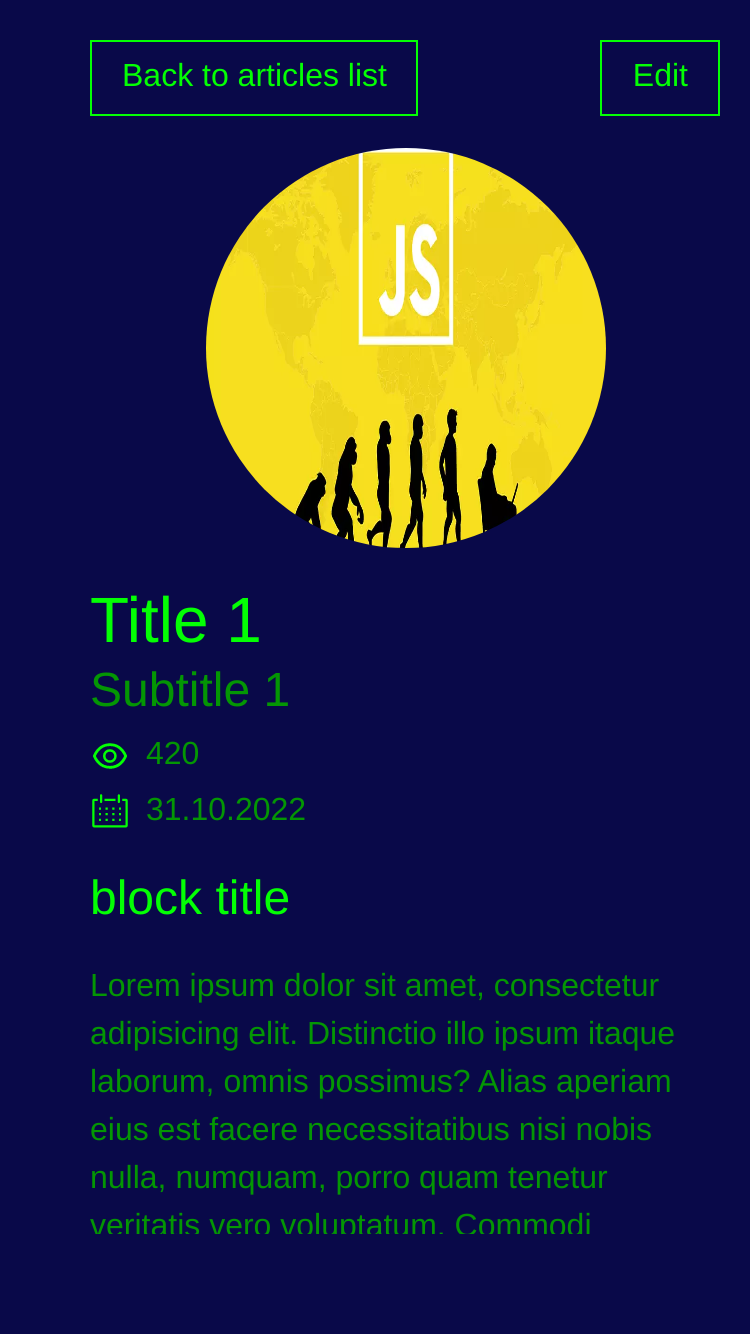 Back to articles list
Edit
JS
Title 1
Subtitle 1
420
31.10.2022
block title
Lorem ipsum dolor sit amet, consectetur
adipisicing elit. Distinctio illo ipsum itaque
laborum, omnis possimus? Alias aperiam
eius est facere necessitatibus nisi nobis
nulla, numquam, porro quam tenetur
veritatis vero voluptatum. Commodi